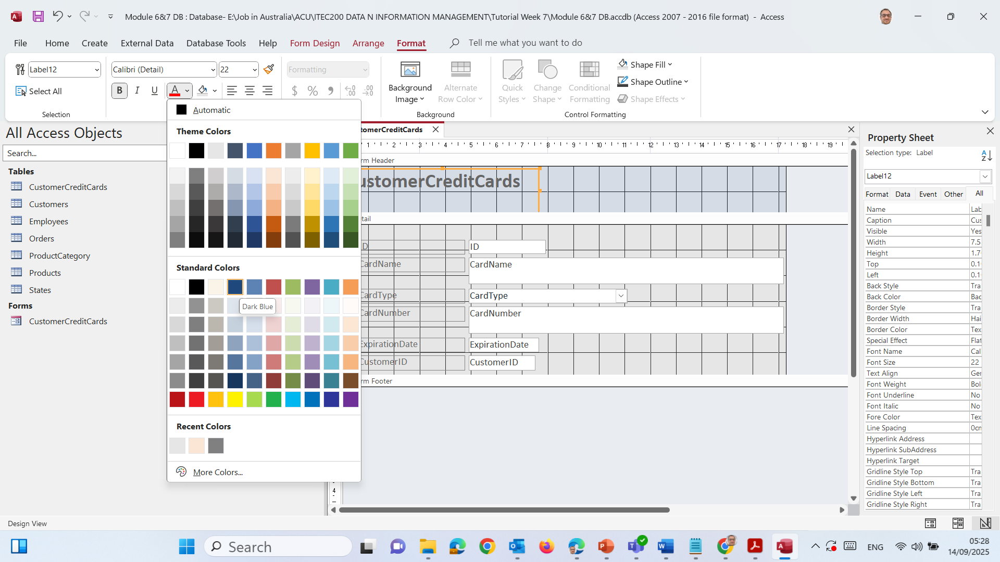 Module 6&7 DB : Database- E:\Job in Australia\ACU\ITEC200 DATA N INFORMATION MANAGEMENT\Tutorial Week 7\Module 6&7 DB.accdb (Access 2007 - 2016 file format) - Access
File Home Create External Data Database Tools Help Form Design Arrange Format Tell me what you want to do
Label12 Calibri (Detail) 22 Formatting
Select All B I U A $ % ,
Selection
Background Image
Alternate Row Color
Background
Quick Styles
Change Shape
Conditional Formatting
Shape Fill
Shape Outline
Shape Effects
Control Formatting
All Access Objects
Search...
Tables
CustomerCreditCards
Customers
Employees
Orders
ProductCategory
Products
States
Forms
CustomerCreditCards
Automatic
Theme Colors
Standard Colors
Dark Blue
Recent Colors
More Colors...
tomerCreditCards
1 2 3 4 5 6 7 8 9 10 11 12 13 14 15 16 17 18 19
rm Header
ustomerCreditCards
tail
ID ID
CardName CardName
CardType CardType
CardNumber CardNumber
ExpirationDate ExpirationDate
CustomerID CustomerID
rm Footer
4
Property Sheet
Selection type: Label
Label12
Format Data Event Other All
Name Lab
Caption Cus
Visible Yes
Width 7.5
Height 1.7
Top 0.1
Left 0.1
Back Style Tra
Back Color Bac
Border Style Tra
Border Width Hai
Border Color Tex
Special Effect Flat
Font Name Cal
Font Size 22
Text Align Ger
Font Weight Bol
Font Underline No
Font Italic No
Fore Color Tex
Line Spacing 0cm
Hyperlink Address
Hyperlink SubAddress
Hyperlink Target
Gridline Style Top Tra
Gridline Style Bottom Tra
Gridline Style Left Tra
Gridline Style Right Tra
Design View
Search
ENG
05:28
14/09/2025